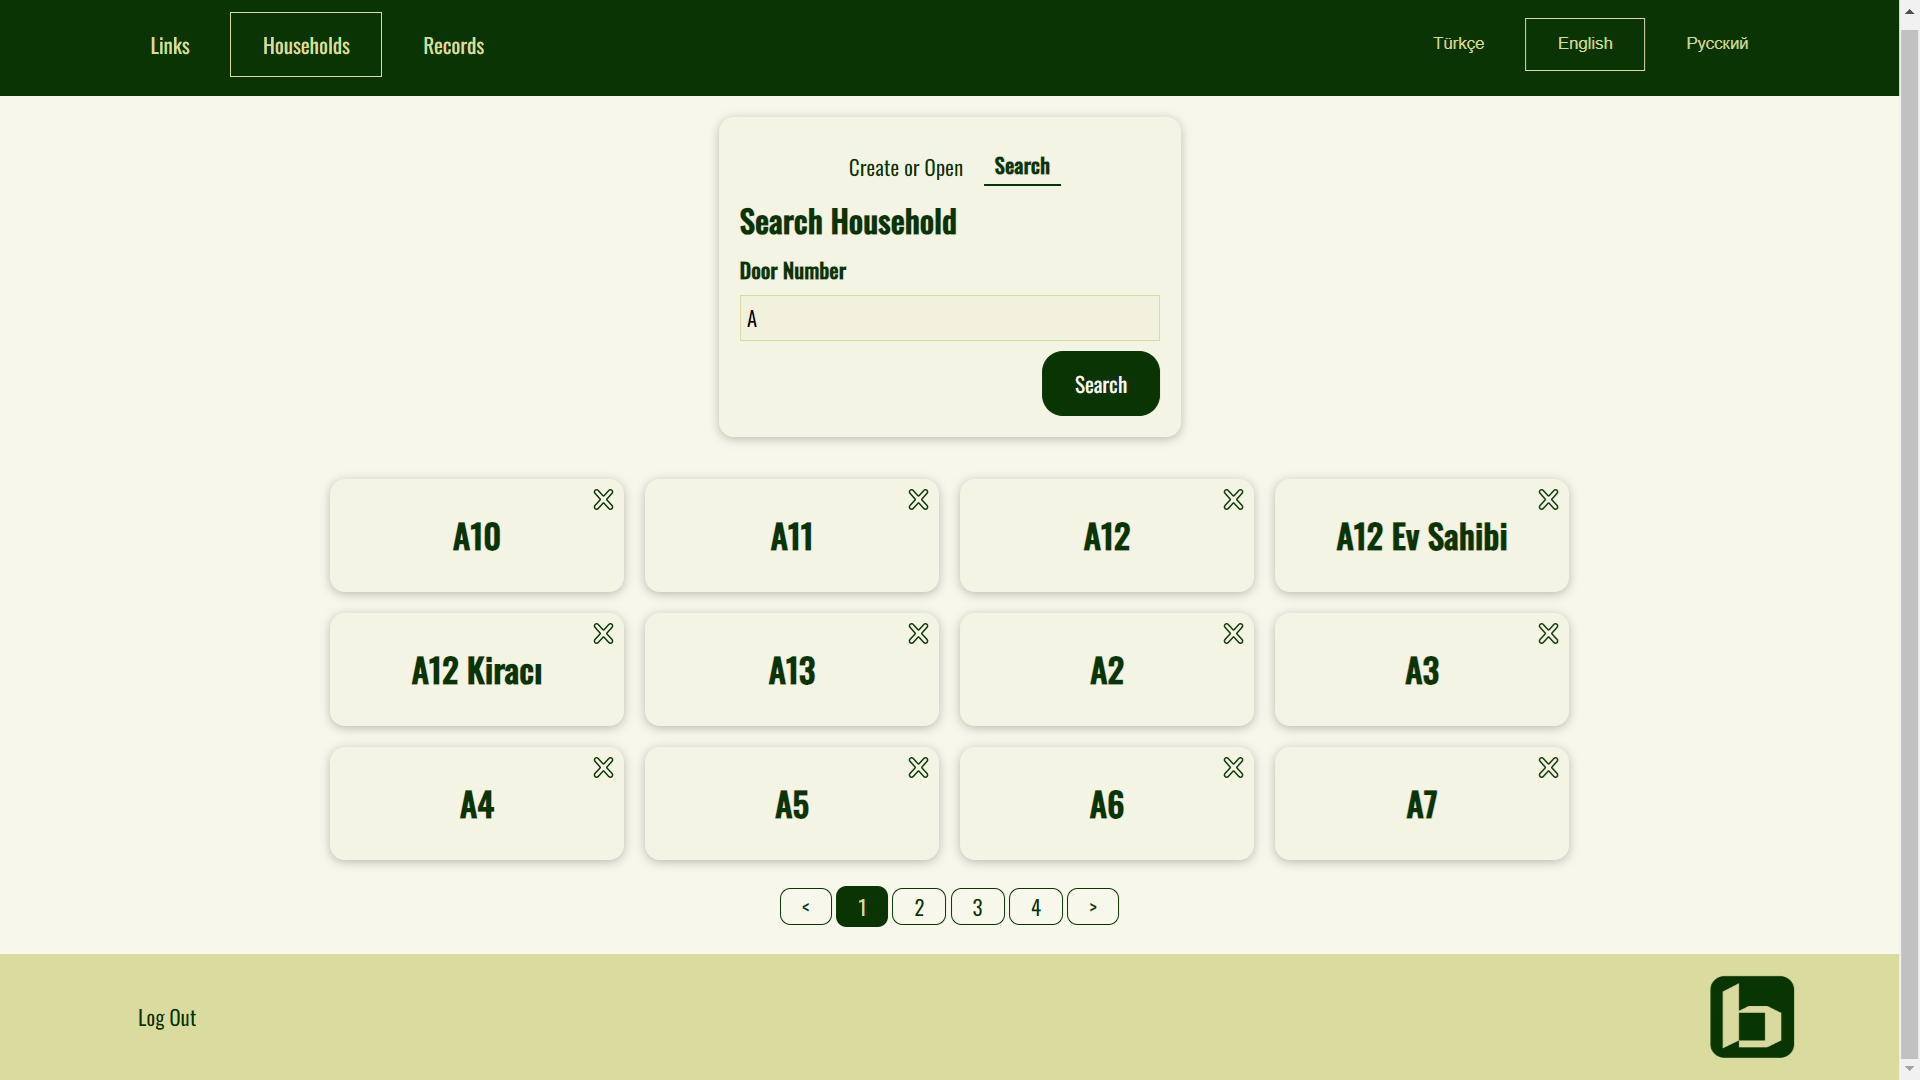 Links Households Records Türkçe English Русский
Create or Open Search
Search Household
Door Number
A
Search
A10 A11 A12 A12 Ev Sahibi
A12 Kiracı A13 A2 A3
A4 A5 A6 A7
< 1 2 3 4 >
Log Out